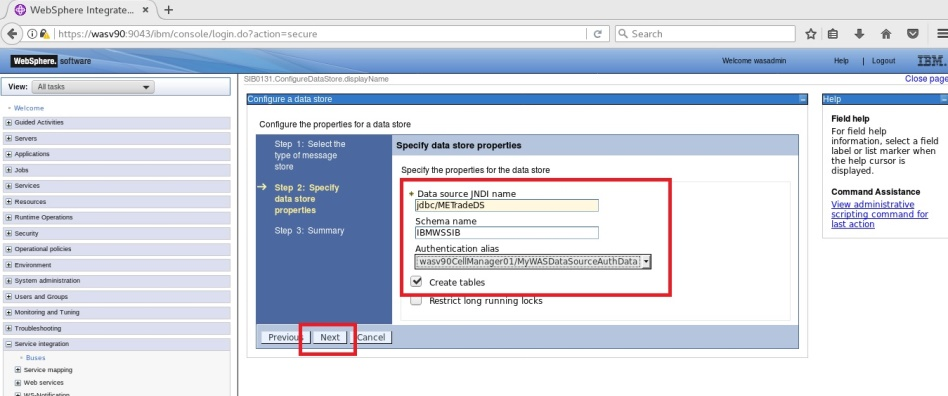 WebSphere Integrate...
https://wasv90:9043/ibm/console/login.do?action=secure
Search
WebSphere. software
Welcome wasadmin
Help | Logout
IBM.
View: All tasks
Welcome
Guided Activities
Servers
Applications
Jobs
Services
Resources
Runtime Operations
Security
Operational policies
Environment
System administration
Users and Groups
Monitoring and Tuning
Troubleshooting
Service integration
Buses
Service mapping
Web services
WS-Notification
SIB0131.ConfigureDataStore.displayName
Close page
Configure a data store
Configure the properties for a data store
Step 1: Select the
type of message
store
Step 2: Specify
data store
properties
Step 3: Summary
Specify data store properties
Specify the properties for the data store
Data source JNDI name
jdbc/METradeDS
Schema name
IBMWSSIB
Authentication alias
wasv90CellManager01/MyWASDataSourceAuthData
Create tables
Restrict long running locks
Previous
Next
Cancel
Help
Field help
For field help
information, select a field
label or list marker when
the help cursor is
displayed.
Command Assistance
View administrative
scripting command for
last action